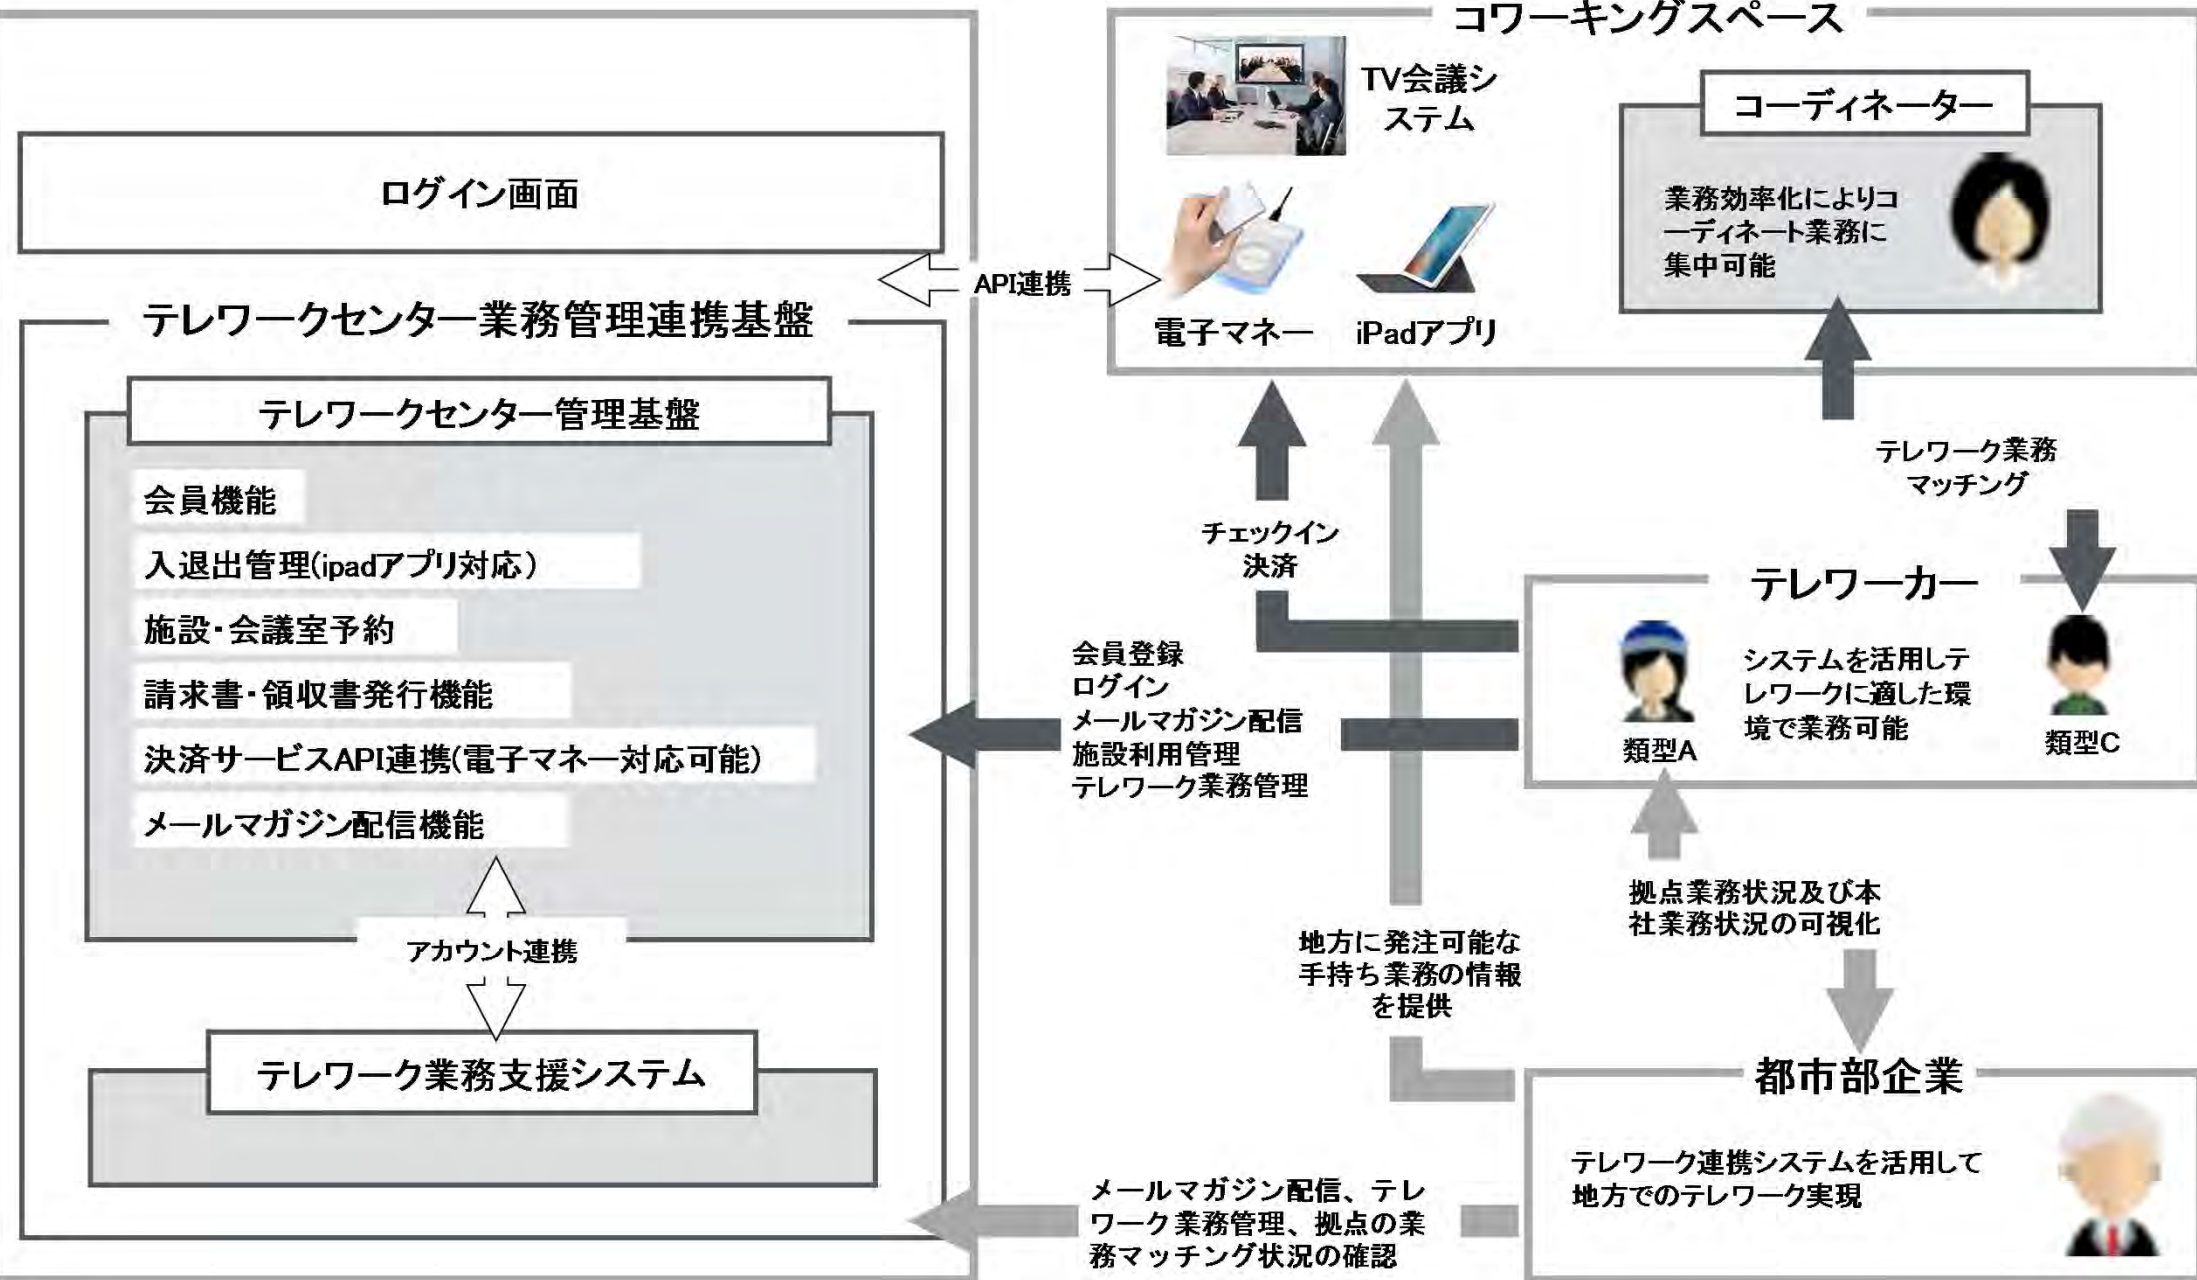 ログイン画面
テレワークセンター業務管理連携基盤
テレワークセンター管理基盤
会員機能
入退出管理(ipadアプリ対応)
施設・会議室予約
請求書・領収書発行機能
決済サービスAPI連携(電子マネー対応可能)
メールマガジン配信機能
アカウント連携
テレワーク業務支援システム
API連携
コワーキングスペース
TV会議シ
ステム
電子マネー
iPadアプリ
コーディネーター
業務効率化によりコ
ーディネート業務に
集中可能
チェックイン
決済
テレワーク業務
マッチング
会員登録
ログイン
メールマガジン配信
施設利用管理
テレワーク業務管理
テレワーカー
システムを活用しテ
レワークに適した環
境で業務可能
類型A
類型C
拠点業務状況及び本
社業務状況の可視化
地方に発注可能な
手持ち業務の情報
を提供
都市部企業
テレワーク連携システムを活用して
地方でのテレワーク実現
メールマガジン配信、テレ
ワーク業務管理、拠点の業
務マッチング状況の確認